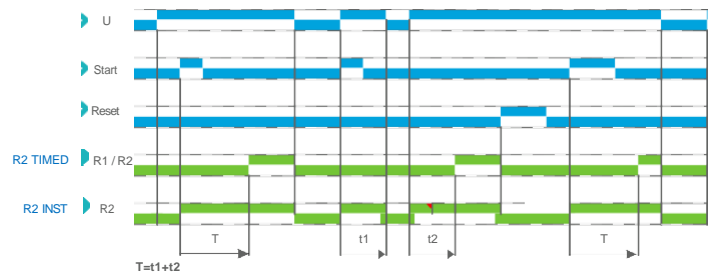 U
Start
Reset
R2 TIMED R1 / R2
R2 INST R2
T t1 t2 T
T=t1+t2